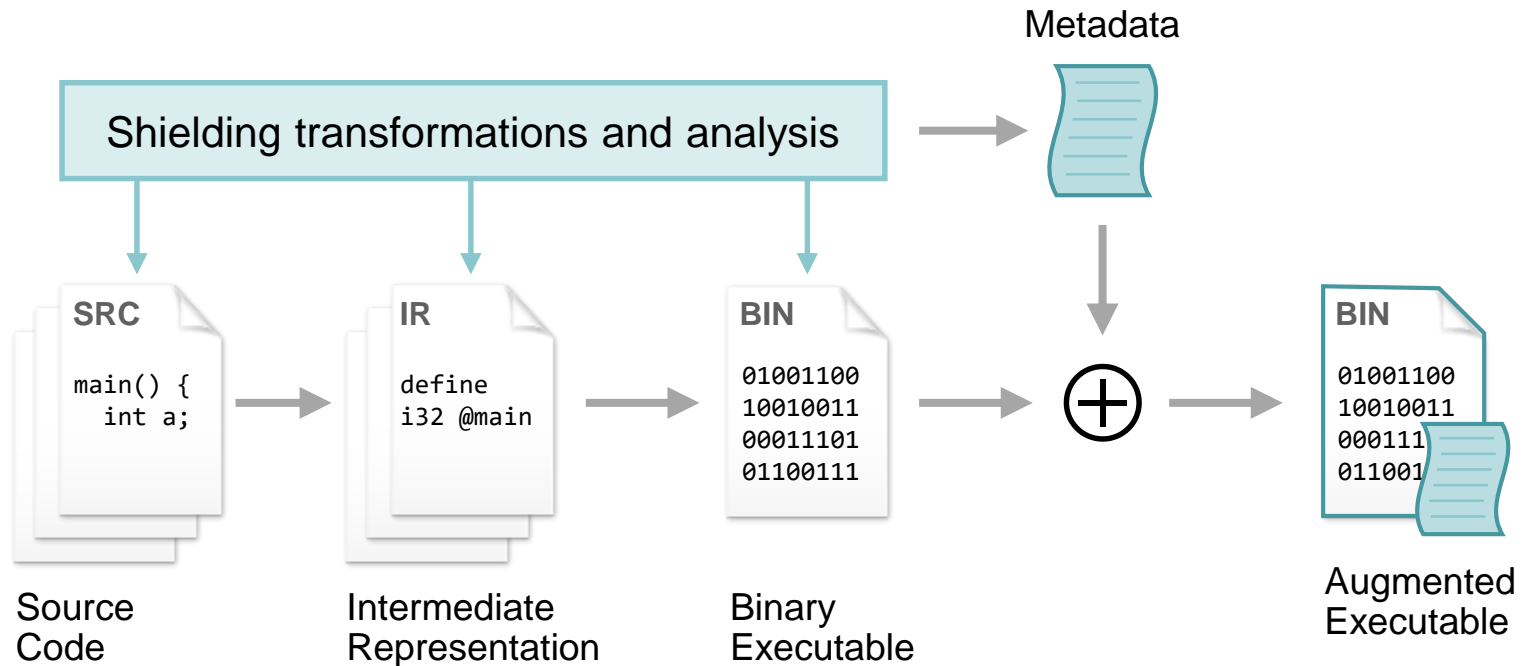 Metadata
Shielding transformations and analysis
SRC
main() {
int a;
IR
define
i32 @main
BIN
01001100
10010011
00011101
01100111
BIN
01001100
10010011
000111
011001
Source
Code
Intermediate
Representation
Binary
Executable
Augmented
Executable